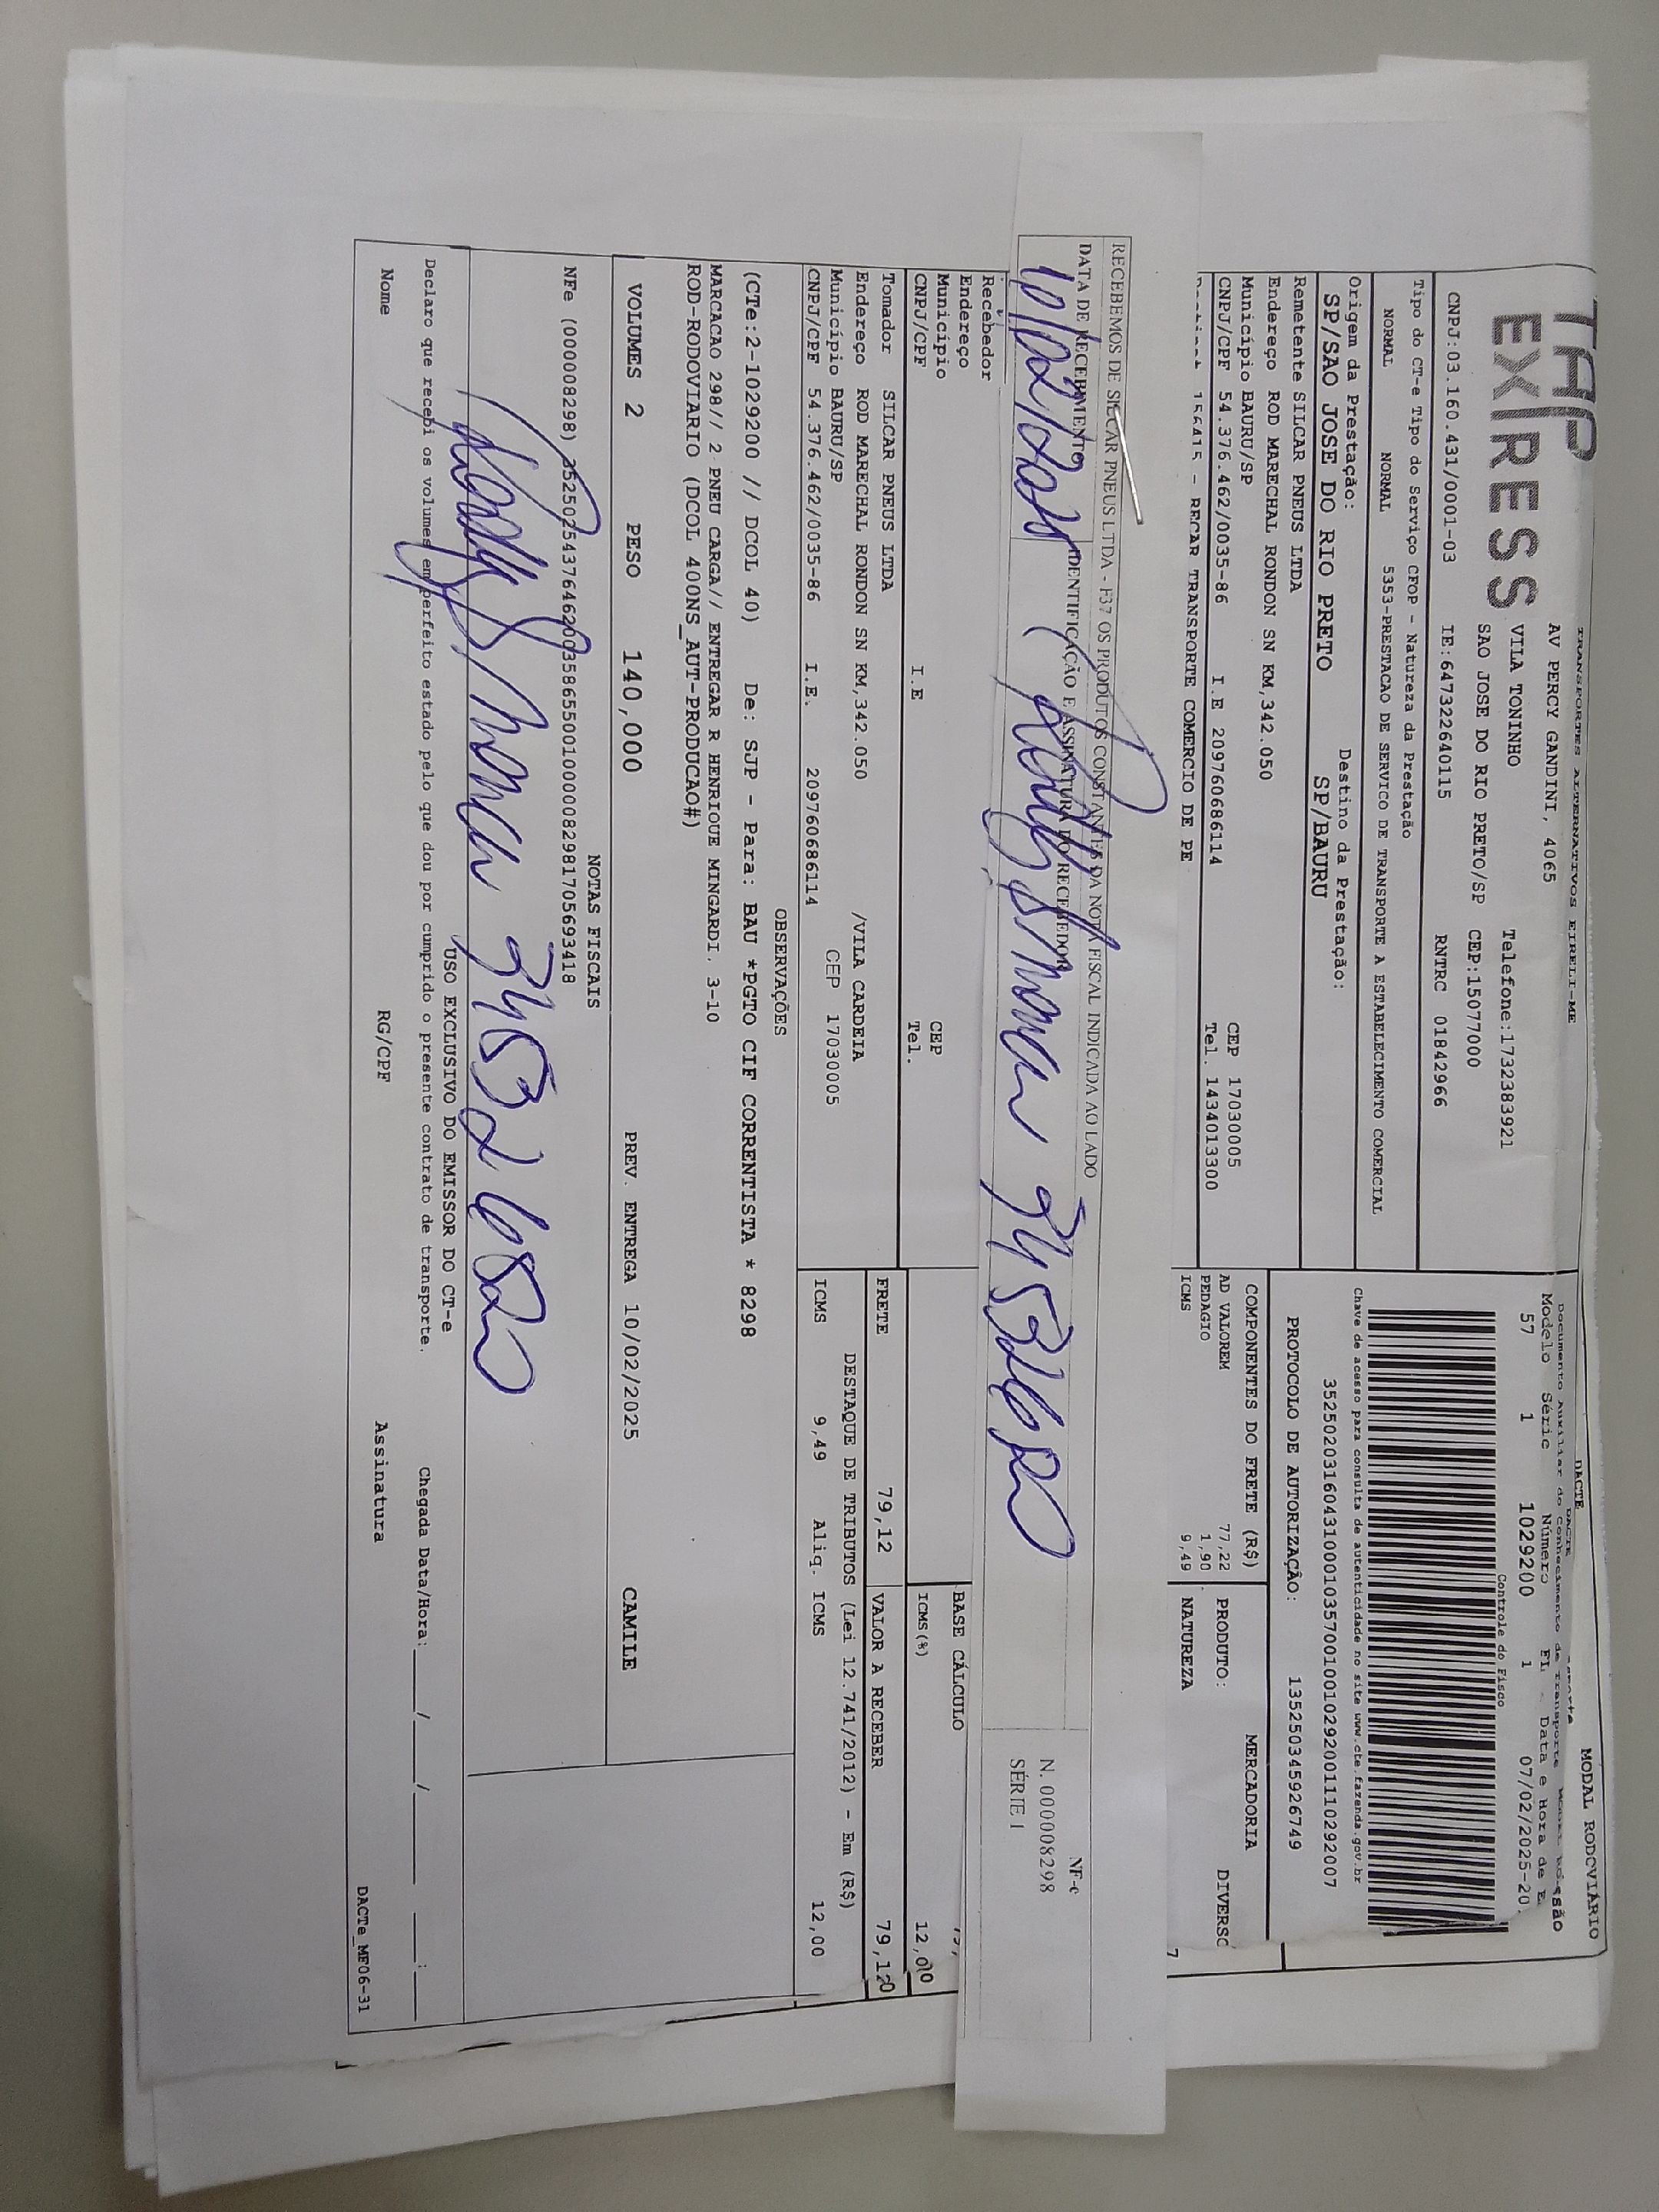 TAP
EXPRESS
TRANSPORTES ALTERNATIVOS EIRELI-ME
AV PERCY GANDINI, 4065
VILA TONINHO
Telefone:1732383921
SAO JOSE DO RIO PRETO/SP
CEP:15077000
CNPJ:03.160.431/0001-03
IE:647322640115
RNTRC 01842966
Tipo do CT-e Tipo do Serviço CFOP - Natureza da Prestação
NORMAL NORMAL 5353-PRESTACAO DE SERVICO DE TRANSPORTE A ESTABELECIMENTO COMERCIAL
Origem da Prestação: Destino da Prestação:
SP/SAO JOSE DO RIO PRETO SP/BAURU
Remetente SILCAR PNEUS LTDA
Endereço ROD MARECHAL RONDON SN KM,342.050
Município BAURU/SP CEP 17030005
CNPJ/CPF 54.376.462/0035-86 I.E 209760686114 Tel. 1434013300
156415 - RECAR TRANSPORTE COMERCIO DE PE
MODAL RODOVIÁRIO
DACTE
Documento Auxiliar do Conhecimento de Transporte
Modelo Série Número FL - Data e Hora de E
57 1 1029200 1 07/02/2025-20
Controle do Fisco
Chave de acesso para consulta de autenticidade no site www.cte.fazenda.gov.br
35250203160431000103570010010292001110292007
PROTOCOLO DE AUTORIZAÇÃO: 135250345926749
COMPONENTES DO FRETE (R$) MERCADORIA
AD VALOREM 77,22 PRODUTO: DIVERSO
PEDAGIO 1,90
ICMS 9,49 NATUREZA
RECEBEMOS DE SILCAR PNEUS LTDA - F37 OS PRODUTOS CONSTANTES DA NOTA FISCAL INDICADA AO LADO
DATA DE RECEBIMENTO IDENTIFICAÇÃO E ASSINATURA DO RECEBEDOR
NF-e
N. 000008298
SÉRIE 1
Recebedor
Endereço
Município CEP
CNPJ/CPF I.E Tel.
BASE CÁLCULO
ICMS(%) 12,00
Tomador SILCAR PNEUS LTDA
Endereço ROD MARECHAL RONDON SN KM,342.050 /VILA CARDEIA
Município BAURU/SP CEP 17030005
CNPJ/CPF 54.376.462/0035-86 I.E. 209760686114
FRETE 79,12 VALOR A RECEBER
DESTAQUE DE TRIBUTOS (Lei 12.741/2012) - Em (R$)
ICMS 9,49 Aliq. ICMS 12,00
OBSERVAÇÕES
(CTe:2-1029200 // DCOL 40) De: SJP - Para: BAU *PGTO CIF CORRENTISTA * 8298
MARCACAO 298// 2 PNEU CARGA// ENTREGAR R HENRIQUE MINGARDI, 3-10
ROD-RODOVIARIO (DCOL 400NS_AUT-PRODUCAO#)
VOLUMES 2 PESO 140,000 PREV. ENTREGA 10/02/2025 CAMILE
NOTAS FISCAIS
NFe (000008298) 35250254376462003586550010000082981705693418
USO EXCLUSIVO DO EMISSOR DO CT-e
Declaro que recebi os volumes em perfeito estado pelo que dou por cumprido o presente contrato de transporte. Chegada Data/Hora:___/___/___ ___:___
Nome RG/CPF Assinatura
DACTe_MF06-31